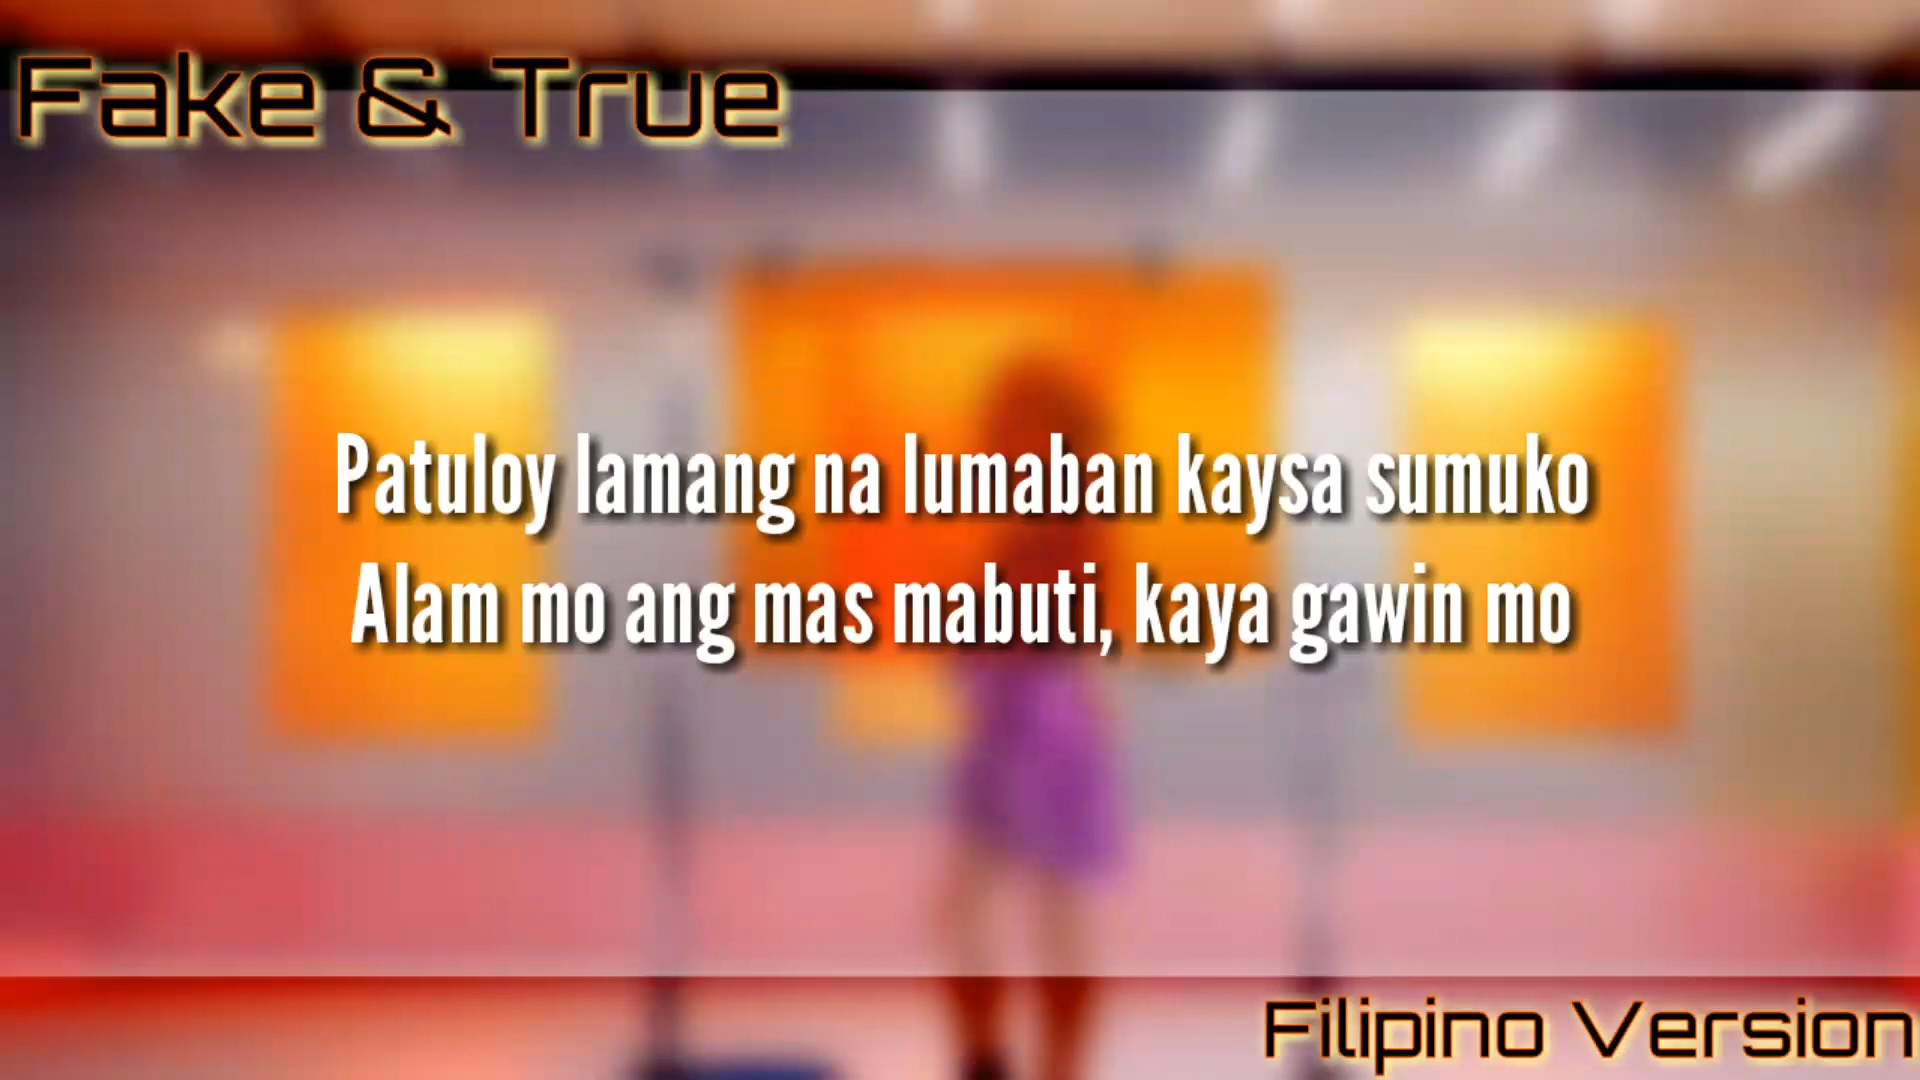 Fake & True
Patuloy lamang na lumaban kaysa sumuko
Alam mo ang mas mabuti, kaya gawin mo
Filipino Version